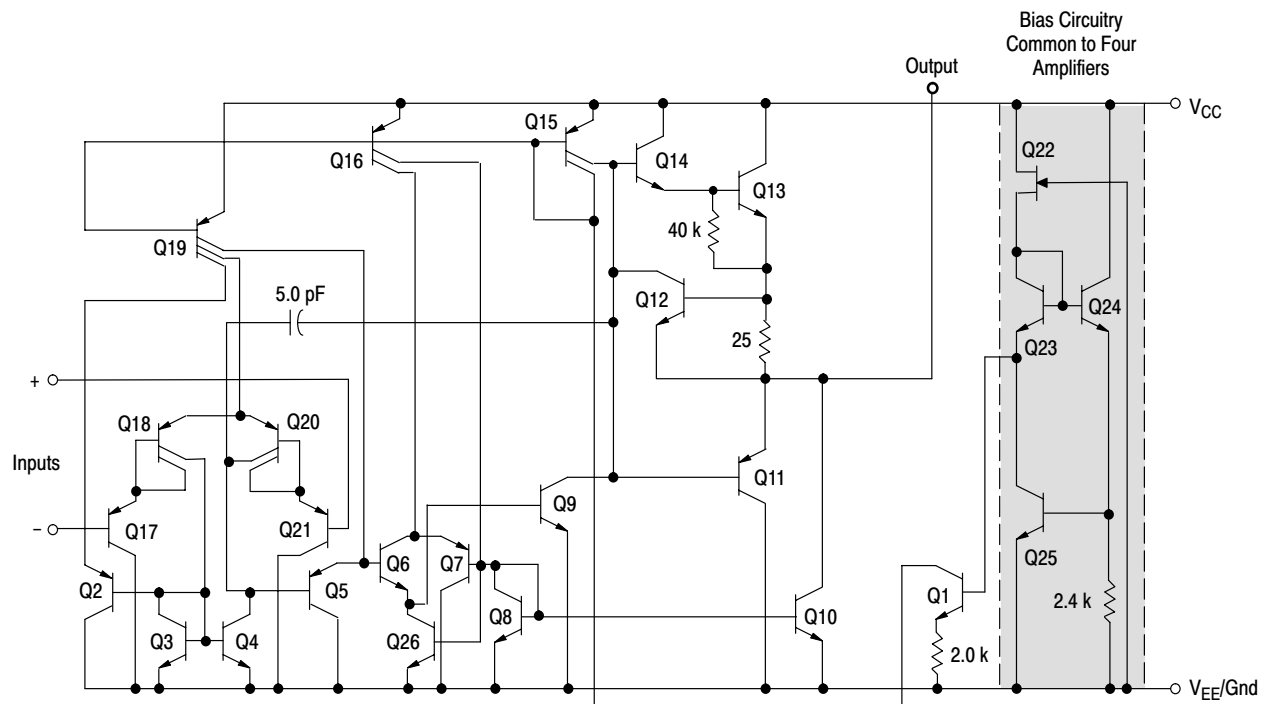 Bias Circuitry
Common to Four
Amplifiers
Output
VCC
Q15
Q22
Q16
Q14
Q13
Q19
40 k
5.0 pF
Q12
Q24
Q23
25
+
Q18
Q20
Inputs
Q11
Q9
−
Q17
Q21
Q6
Q7
Q25
Q2
Q5
Q1
2.4 k
Q3
Q4
Q8
Q10
Q26
2.0 k
VEE/Gnd